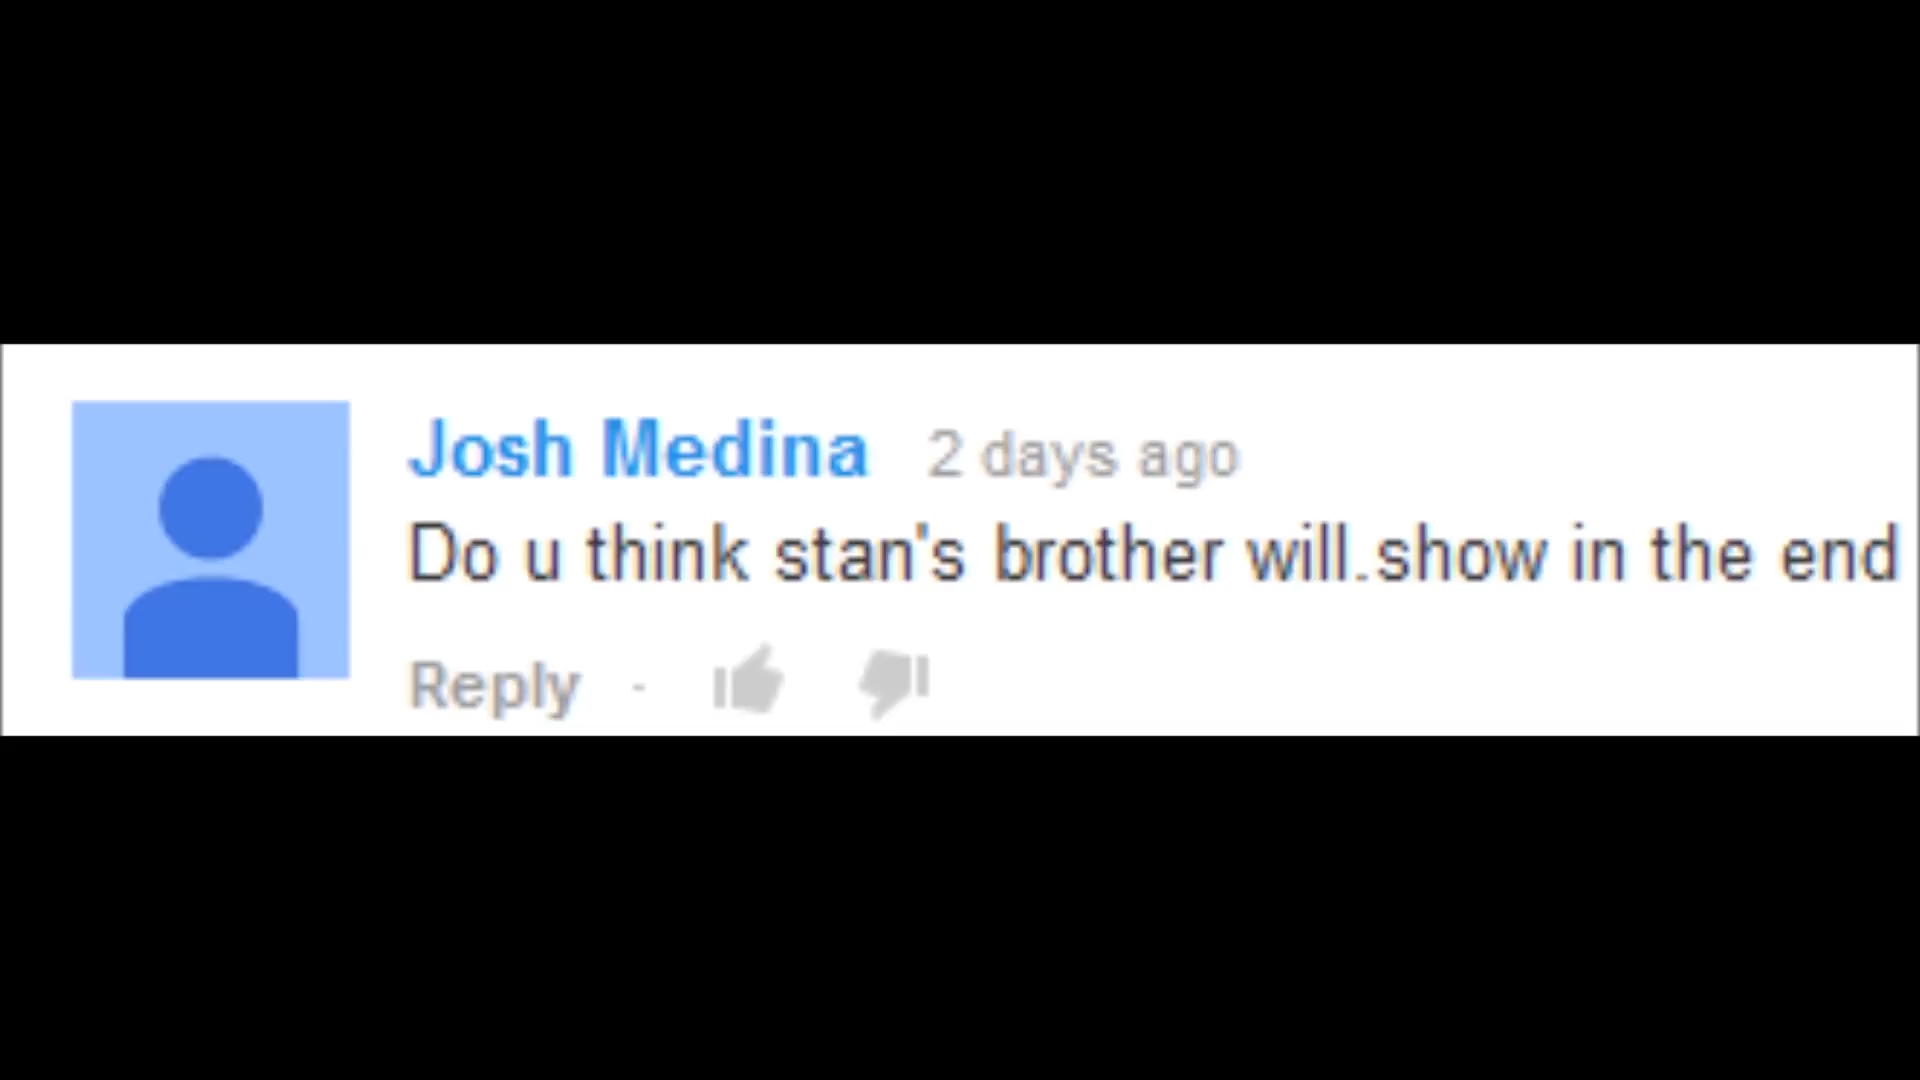 Josh Medina 2 days ago
Do u think stan's brother will.show in the end
Reply ·